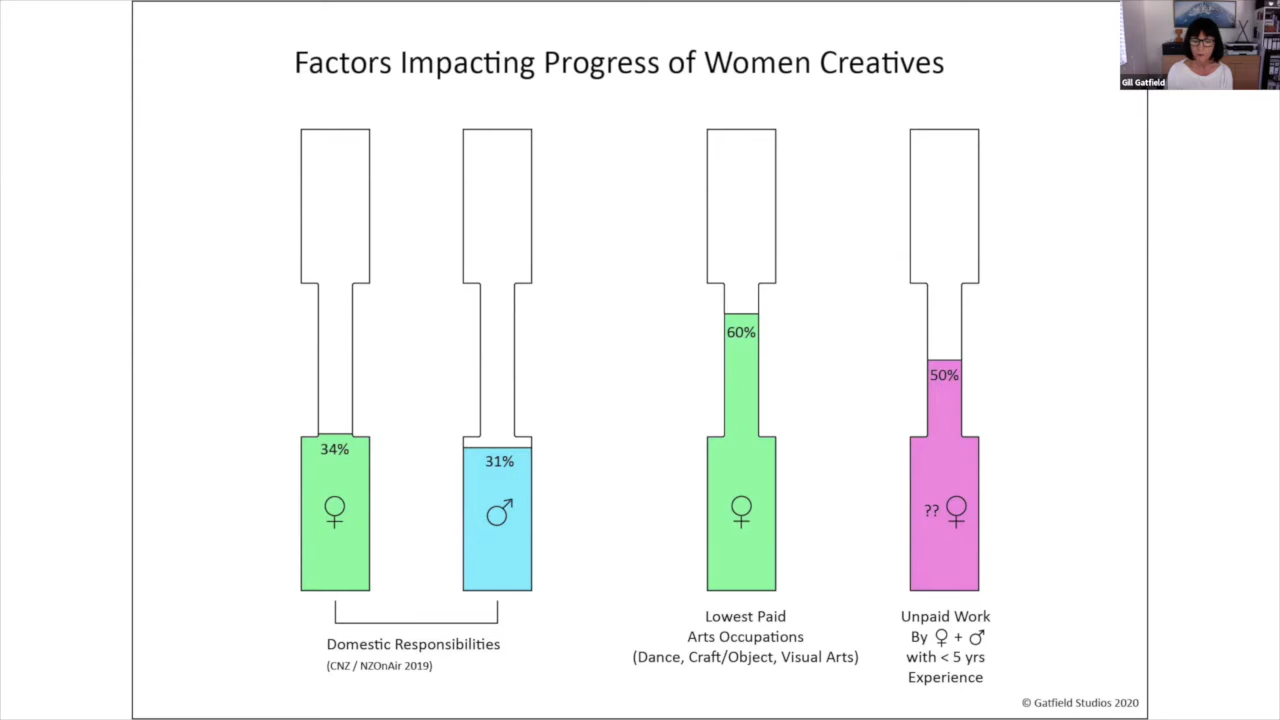 Factors Impacting Progress of Women Creatives
Gill Gatfield
34%
31%
60%
50%
♀
♂
♀
?? ♀
Domestic Responsibilities
(CNZ / NZOnAir 2019)
Lowest Paid
Arts Occupations
(Dance, Craft/Object, Visual Arts)
Unpaid Work
By ♀ + ♂
with < 5 yrs
Experience
© Gatfield Studios 2020